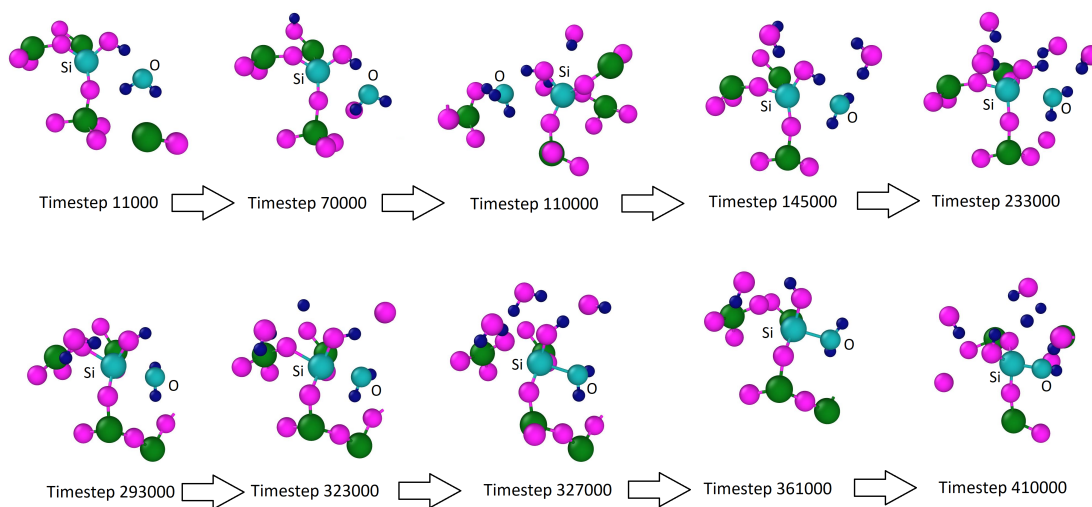 Si
O
Si
O
O
Si
Si
O
Si
O
Timestep 11000
Timestep 70000
Timestep 110000
Timestep 145000
Timestep 233000
Si
O
Si
O
Si
O
Si
O
Si
O
Timestep 293000
Timestep 323000
Timestep 327000
Timestep 361000
Timestep 410000